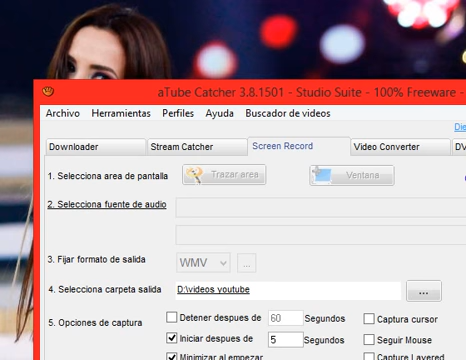 aTube Catcher 3.8.1501 - Studio Suite - 100% Freeware -
Archivo Herramientas Perfiles Ayuda Buscador de videos
Downloader Stream Catcher Screen Record Video Converter
1. Selecciona area de pantalla Trazar area Ventana
2. Selecciona fuente de audio
3. Fijar formato de salida WMV ...
4. Selecciona carpeta salida D:\videos youtube ...
5. Opciones de captura Detener despues de 60 Segundos Captura cursor
Iniciar despues de 5 Segundos Seguir Mouse
Minimizar al empezar Captura Layered